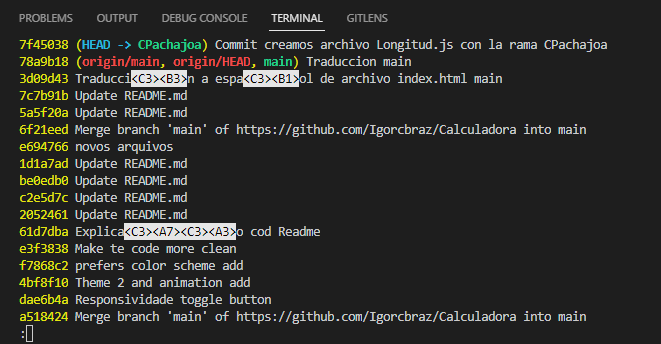 PROBLEMS OUTPUT DEBUG CONSOLE TERMINAL GITLENS
7f45038 (HEAD -> CPachajoa) Commit creamos archivo Longitud.js con la rama CPachajoa
78a9b18 (origin/main, origin/HEAD, main) Traduccion main
3d09d43 Traducci<C3><B3>n a espa<C3><B1>ol de archivo index.html main
7c7b91b Update README.md
5a5f20a Update README.md
6f21eed Merge branch 'main' of https://github.com/Igorcbraz/Calculadora into main
e694766 novos arquivos
1d1a7ad Update README.md
be0edb0 Update README.md
c2e5d7c Update README.md
2052461 Update README.md
61d7dba Explica<C3><A7><C3><A3>o cod Readme
e3f3838 Make te code more clean
f7868c2 prefers color scheme add
4bf8f10 Theme 2 and animation add
dae6b4a Responsividade toggle button
a518424 Merge branch 'main' of https://github.com/Igorcbraz/Calculadora into main
: